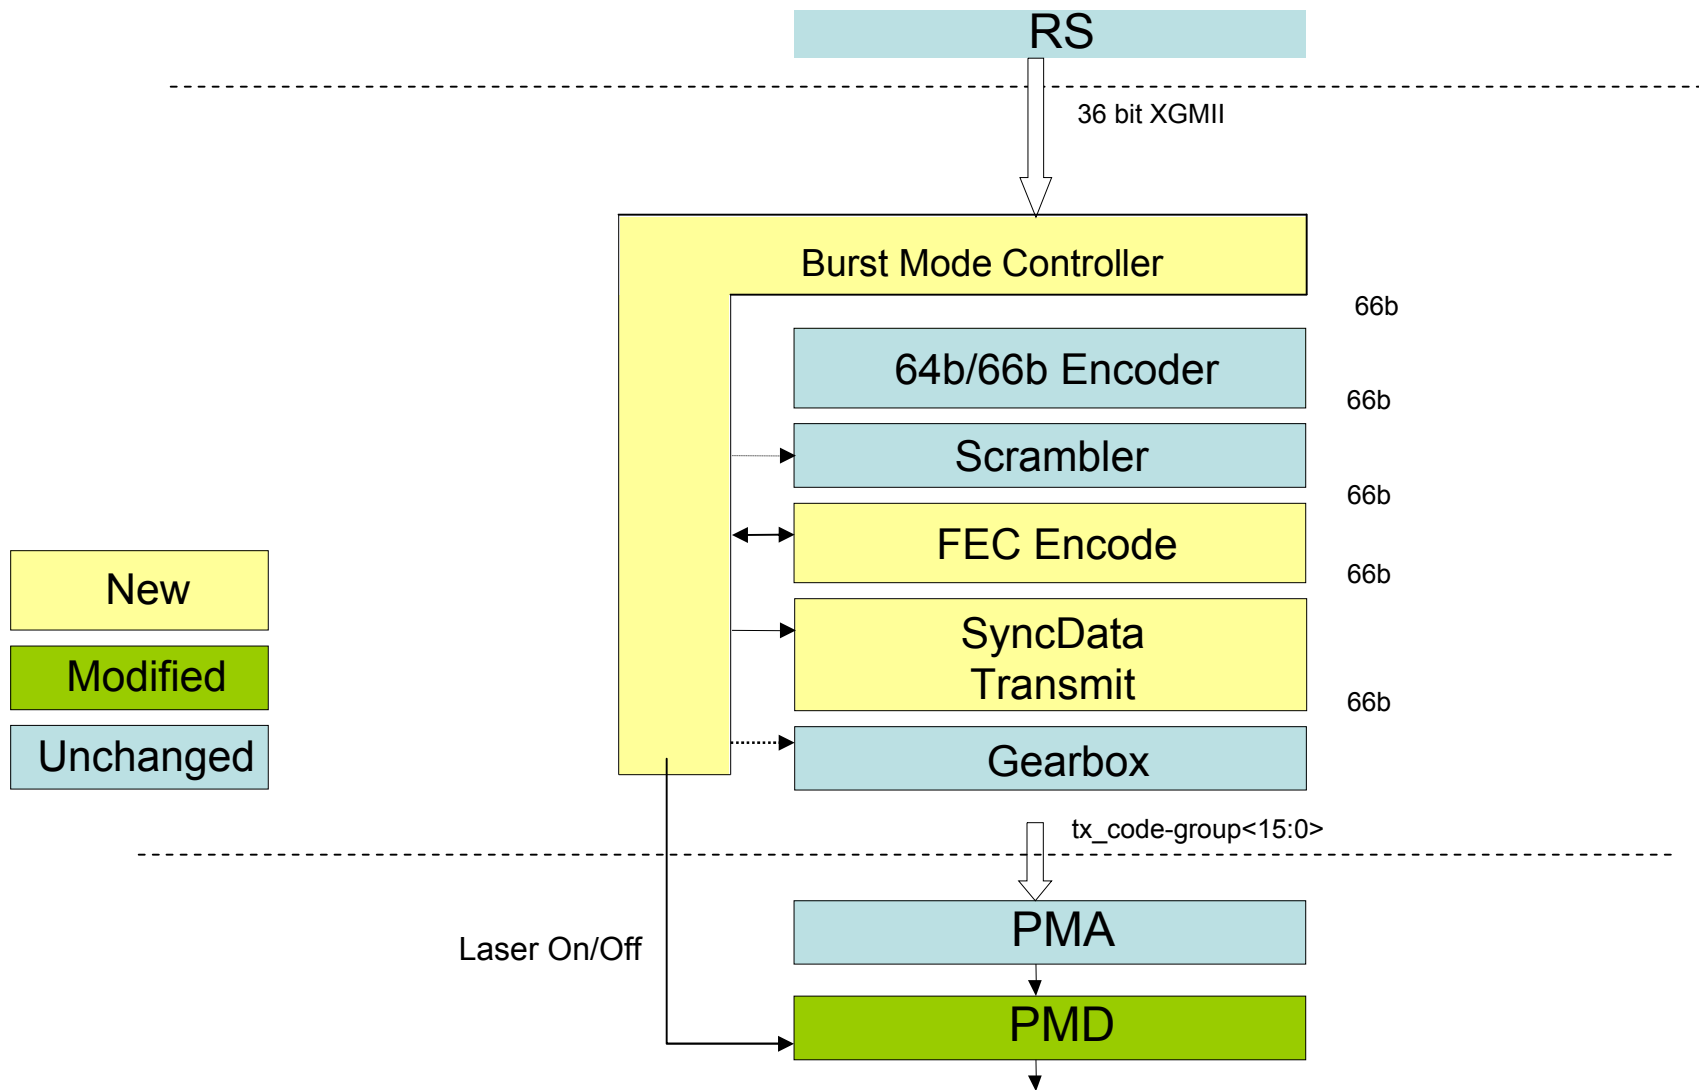 RS
36 bit XGMII
Burst Mode Controller
66b
64b/66b Encoder
66b
Scrambler
66b
FEC Encode
66b
SyncData
Transmit
66b
Gearbox
New
Modified
Unchanged
tx_code-group<15:0>
Laser On/Off
PMA
PMD